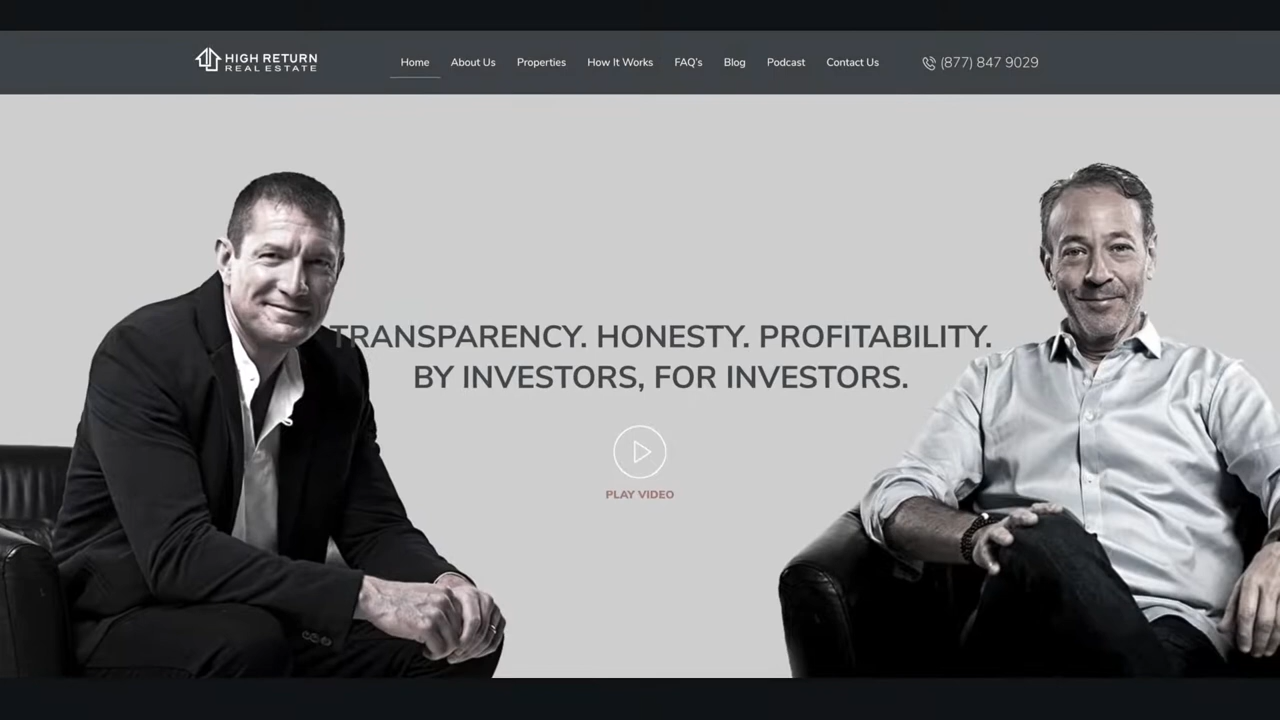 HIGH RETURN
REAL ESTATE
Home About Us Properties How It Works FAQ's Blog Podcast Contact Us (877) 847 9029
TRANSPARENCY. HONESTY. PROFITABILITY.
BY INVESTORS, FOR INVESTORS.
PLAY VIDEO